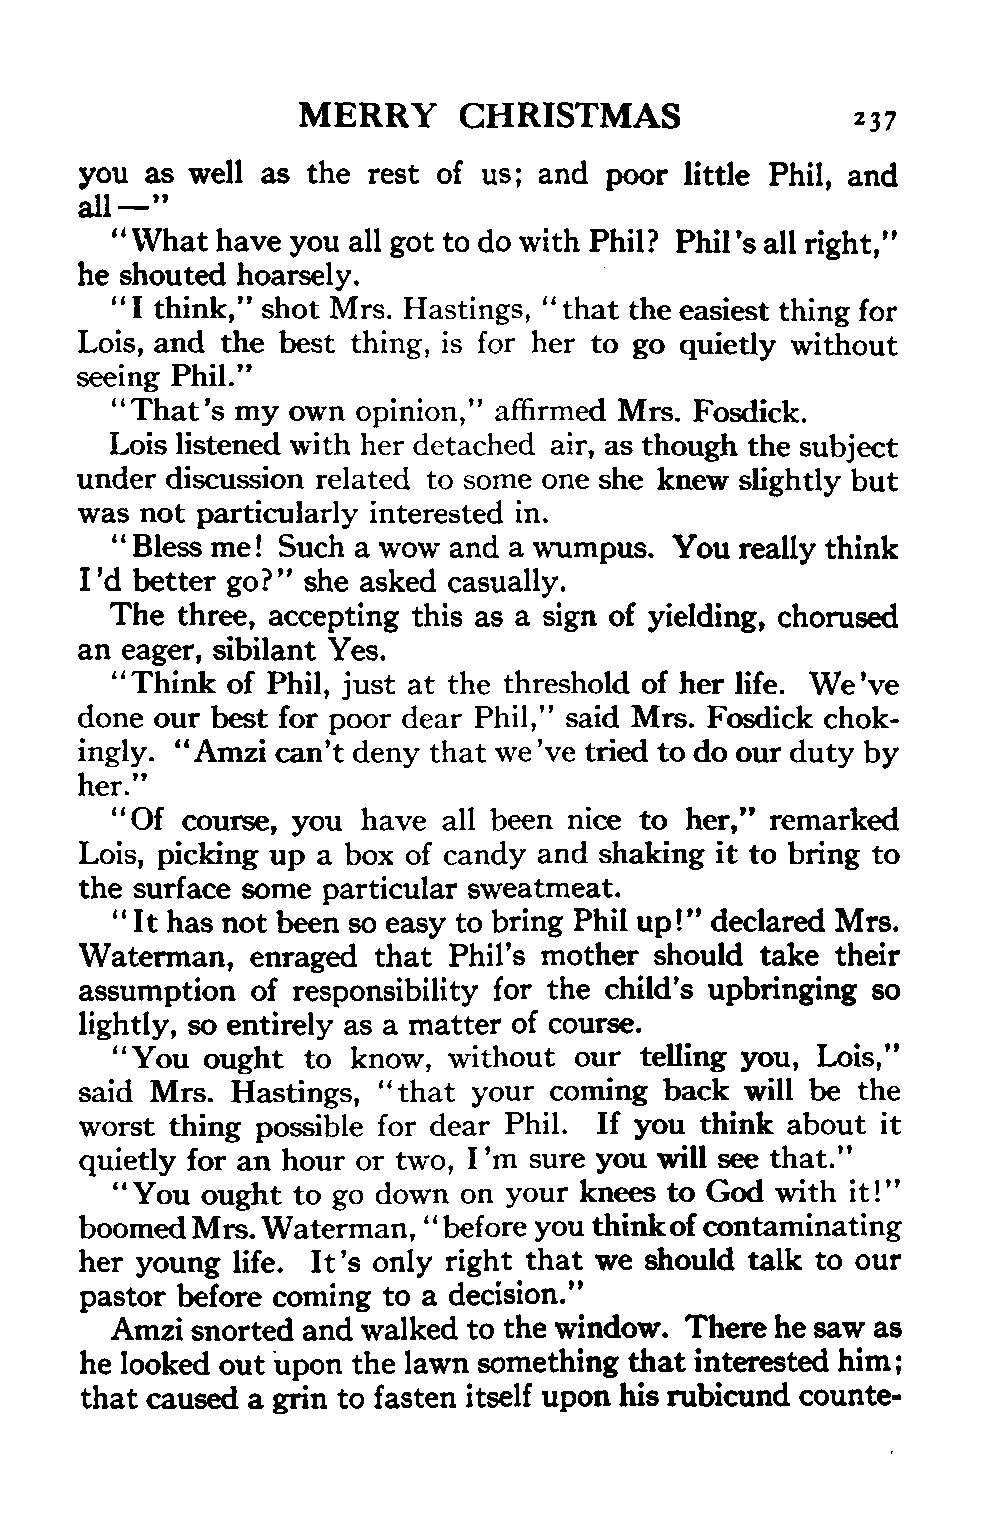 MERRY CHRISTMAS 237
you as well as the rest of us; and poor little Phil, and
all—"
"What have you all got to do with Phil? Phil's all right,"
he shouted hoarsely.
"I think," shot Mrs. Hastings, "that the easiest thing for
Lois, and the best thing, is for her to go quietly without
seeing Phil."
"That's my own opinion," affirmed Mrs. Fosdick.
Lois listened with her detached air, as though the subject
under discussion related to some one she knew slightly but
was not particularly interested in.
"Bless me! Such a wow and a wumpus. You really think
I'd better go?" she asked casually.
The three, accepting this as a sign of yielding, chorused
an eager, sibilant Yes.
"Think of Phil, just at the threshold of her life. We've
done our best for poor dear Phil," said Mrs. Fosdick chok-
ingly. "Amzi can't deny that we've tried to do our duty by
her."
"Of course, you have all been nice to her," remarked
Lois, picking up a box of candy and shaking it to bring to
the surface some particular sweatmeat.
"It has not been so easy to bring Phil up!" declared Mrs.
Waterman, enraged that Phil's mother should take their
assumption of responsibility for the child's upbringing so
lightly, so entirely as a matter of course.
"You ought to know, without our telling you, Lois,"
said Mrs. Hastings, "that your coming back will be the
worst thing possible for dear Phil. If you think about it
quietly for an hour or two, I'm sure you will see that."
"You ought to go down on your knees to God with it!"
boomed Mrs. Waterman, "before you think of contaminating
her young life. It's only right that we should talk to our
pastor before coming to a decision."
Amzi snorted and walked to the window. There he saw as
he looked out upon the lawn something that interested him;
that caused a grin to fasten itself upon his rubicund counte-